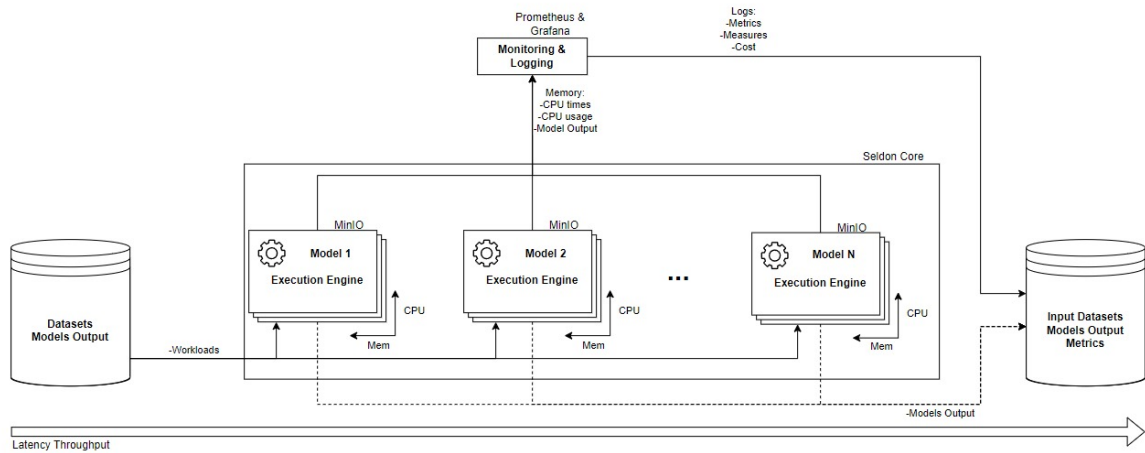 Prometheus &
Grafana
Monitoring &
Logging
Logs:
-Metrics
-Measures
-Cost
Memory:
-CPU times
-CPU usage
-Model Output
Seldon Core
MinIO
Model 1
Execution Engine
CPU
Mem
MinIO
Model 2
Execution Engine
CPU
Mem
...
MinIO
Model N
Execution Engine
CPU
Mem
Datasets
Models Output
-Workloads
Input Datasets
Models Output
Metrics
-Models Output
Latency Throughput